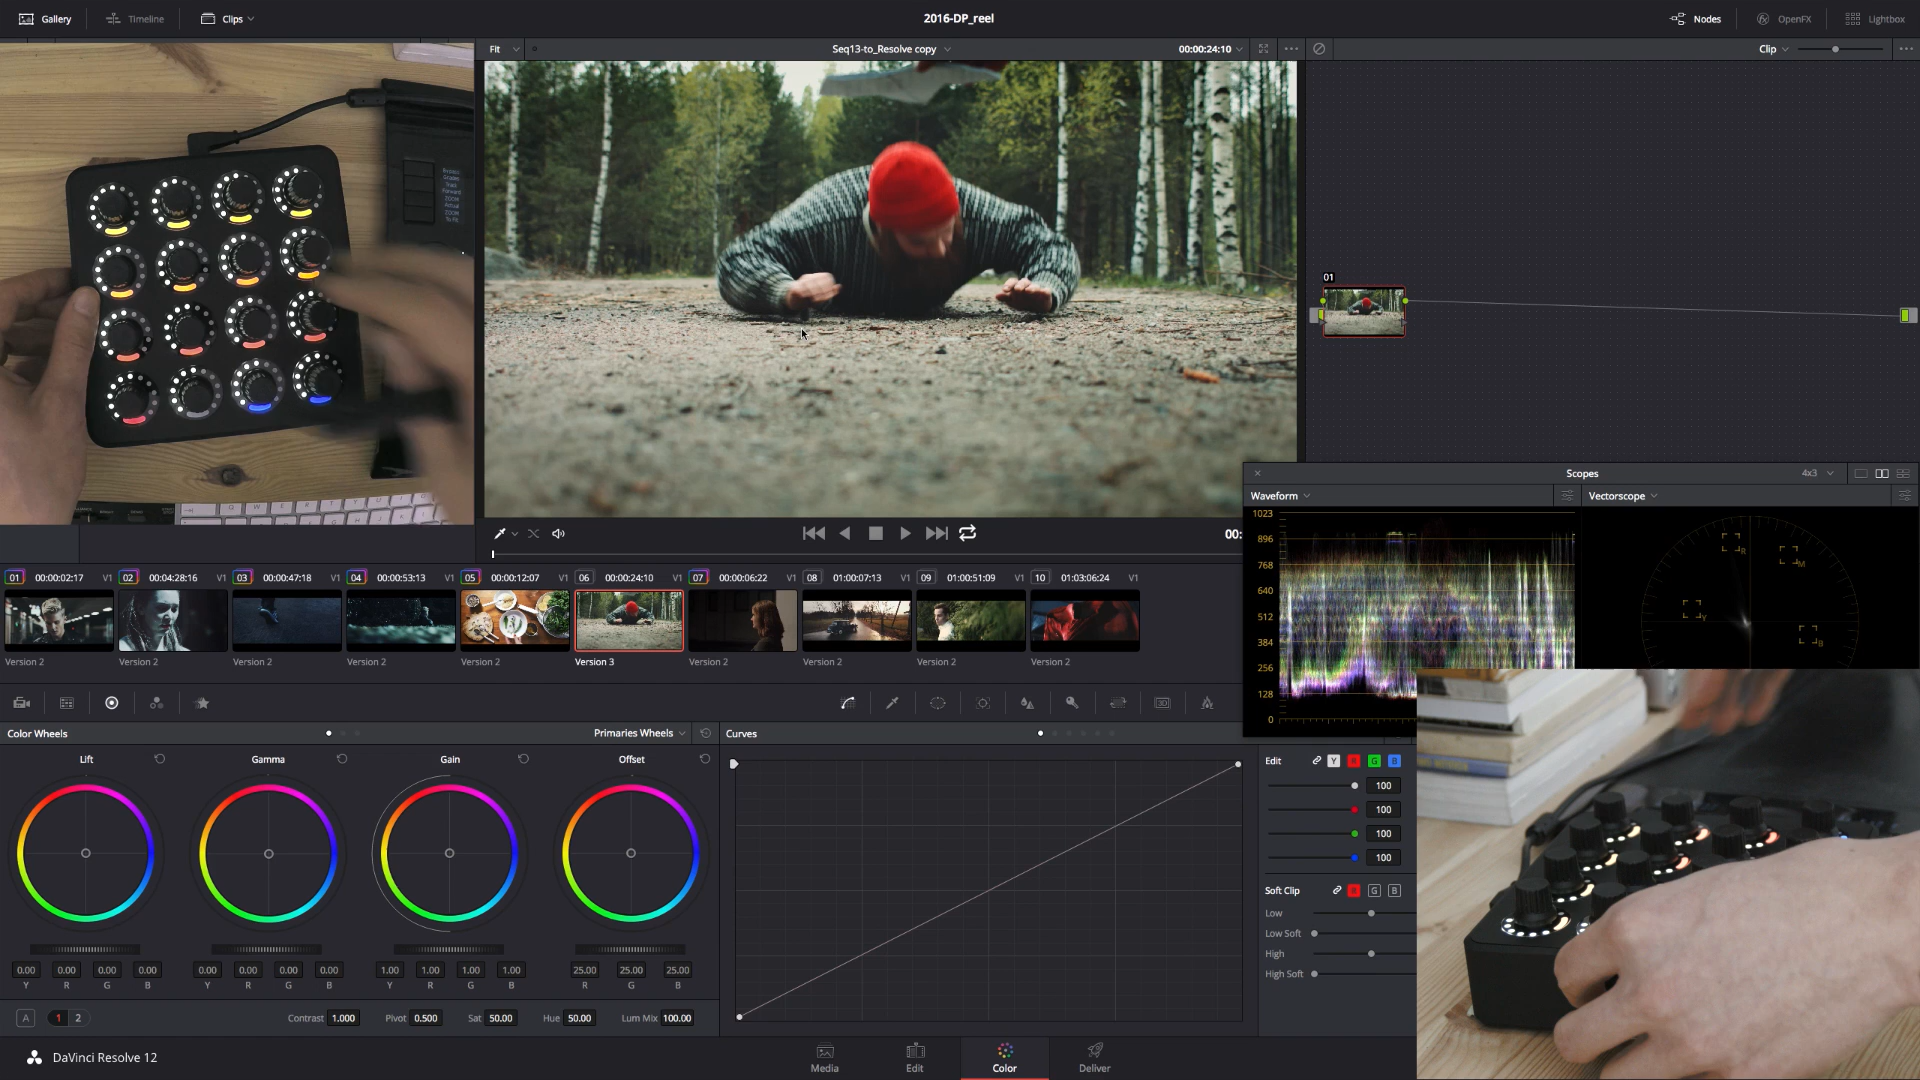 Gallery Timeline Clips 2016-DP_reel Nodes OpenFX Lightbox
Fit Seq13-to_Resolve copy 00:00:24:10 Clip
01
Scopes 4x3
Waveform Vectorscope
1023
896
768
640
512
384
256
128
0
R
M
Y
B
00:
01 00:00:02:17 V1 02 00:04:28:16 V1 03 00:00:47:18 V1 04 00:00:53:13 V1 05 00:00:12:07 V1 06 00:00:24:10 V1 07 00:00:06:22 V1 08 01:00:07:13 V1 09 01:00:51:09 V1 10 01:03:06:24 V1
Version 2 Version 2 Version 2 Version 2 Version 2 Version 3 Version 2 Version 2 Version 2 Version 2
Color Wheels Primaries Wheels Curves
Lift Gamma Gain Offset
Edit Y R G B
100
100
100
100
Soft Clip R G B
Low
Low Soft
High
High Soft
0.00 0.00 0.00 0.00 0.00 0.00 0.00 0.00 1.00 1.00 1.00 1.00 25.00 25.00 25.00
Y R G B Y R G B Y R G B R G B
A 1 2 Contrast 1.000 Pivot 0.500 Sat 50.00 Hue 50.00 Lum Mix 100.00
DaVinci Resolve 12 Media Edit Color Deliver